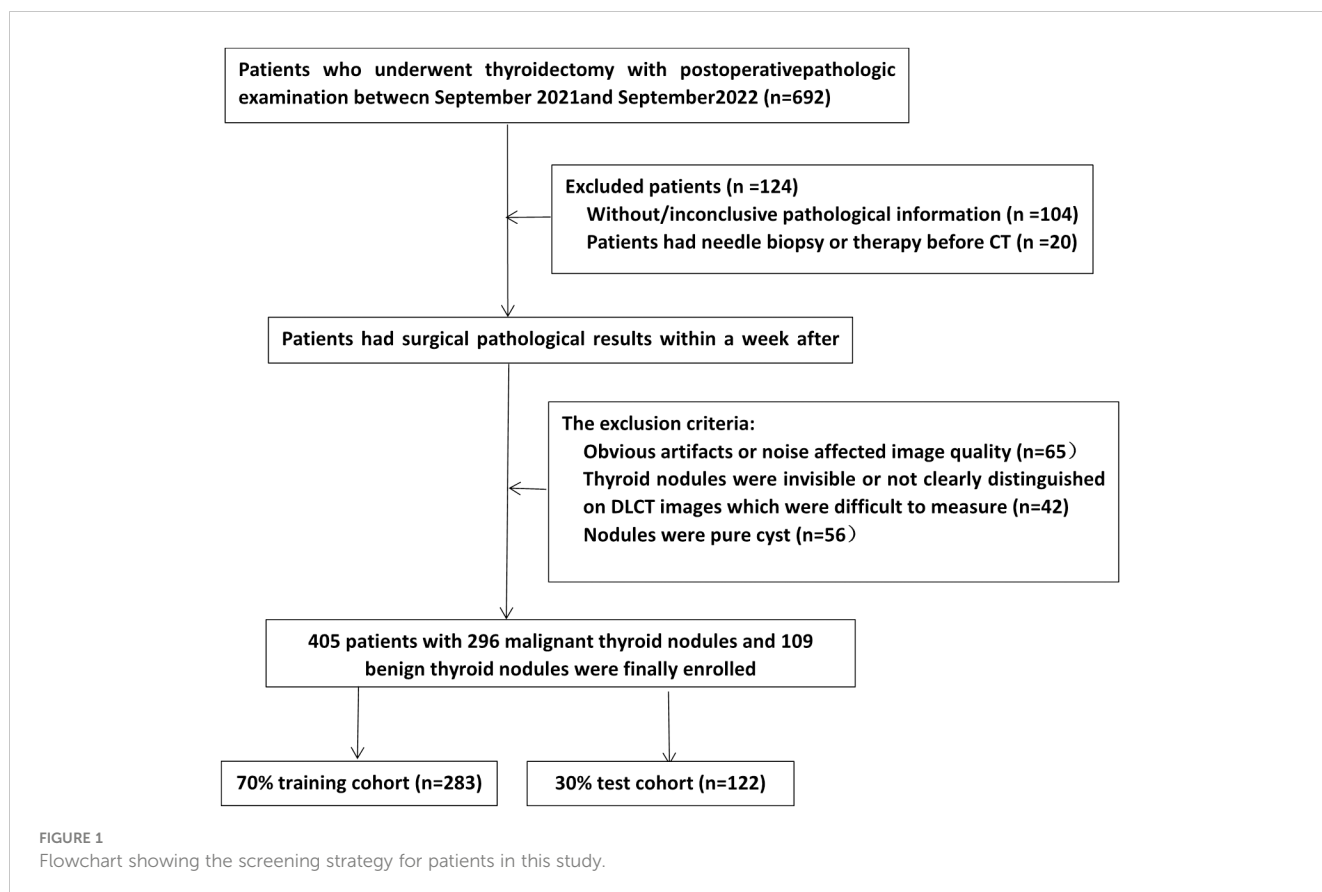 Patients who underwent thyroidectomy with postoperativepathologic
examination betwecn September 2021and September2022 (n=692)
Excluded patients (n =124)
Without/inconclusive pathological information (n =104)
Patients had needle biopsy or therapy before CT (n =20)
Patients had surgical pathological results within a week after
The exclusion criteria:
Obvious artifacts or noise affected image quality (n=65）
Thyroid nodules were invisible or not clearly distinguished
on DLCT images which were difficult to measure (n=42)
Nodules were pure cyst (n=56）
405 patients with 296 malignant thyroid nodules and 109
benign thyroid nodules were finally enrolled
70% training cohort (n=283)
30% test cohort (n=122)
FIGURE 1
Flowchart showing the screening strategy for patients in this study.